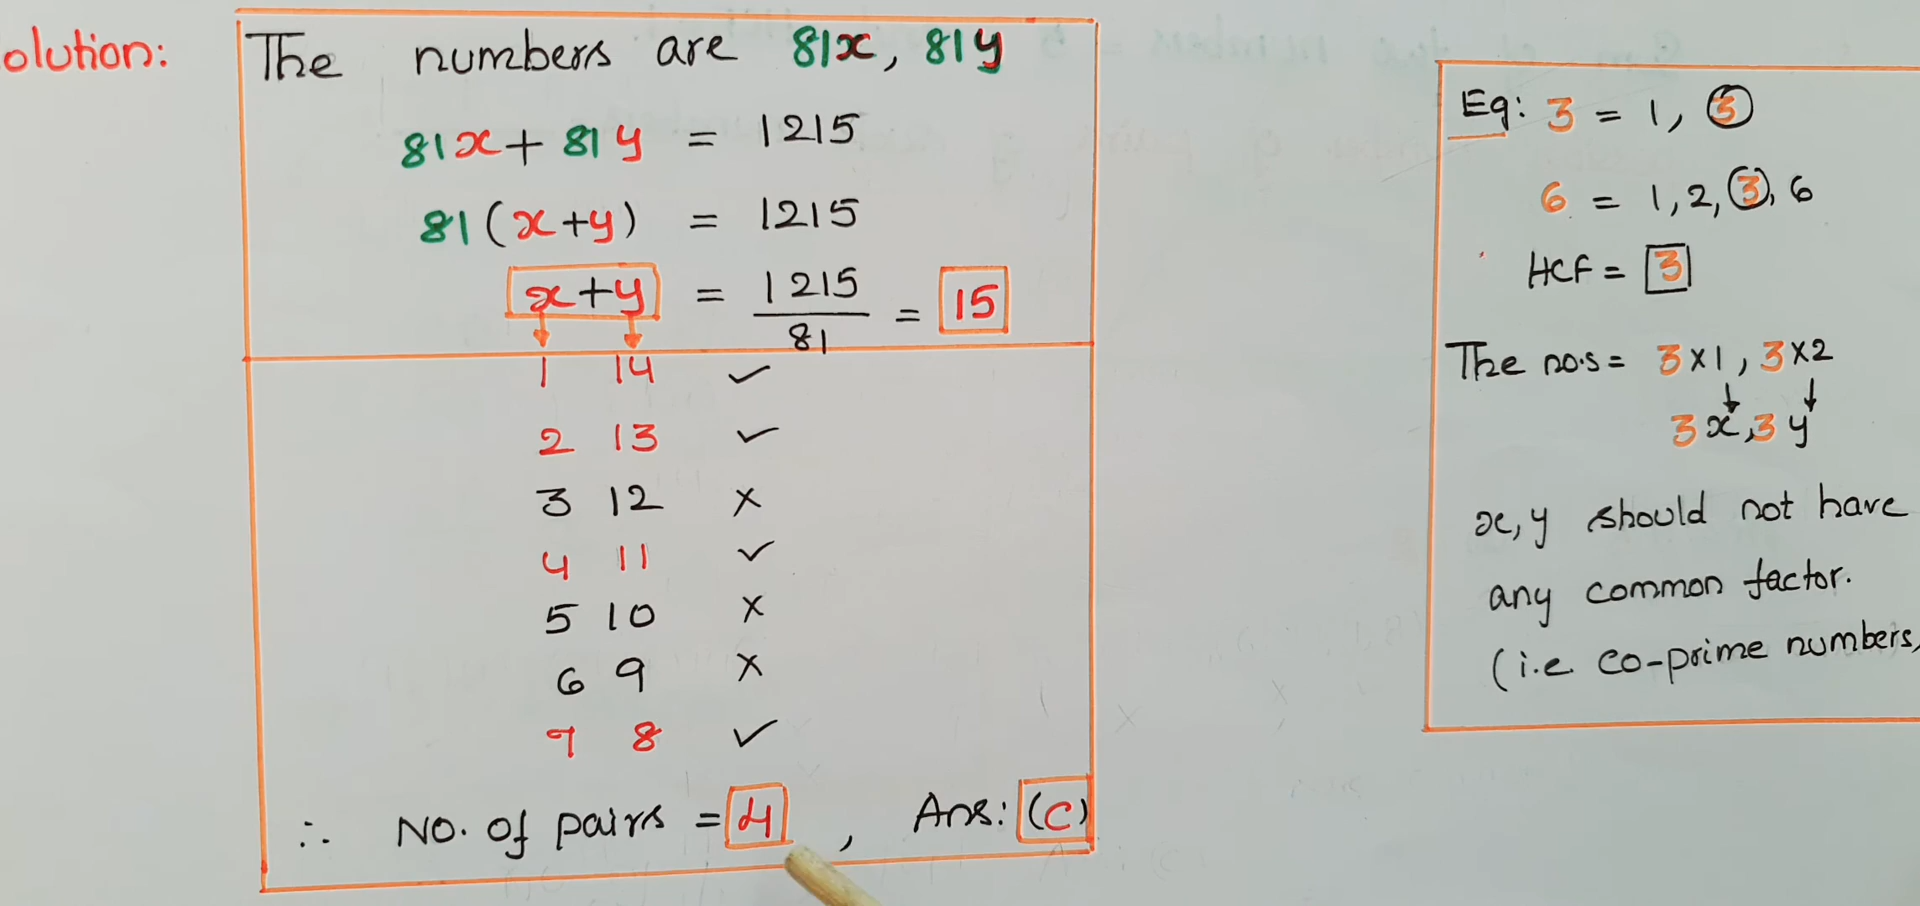 olution:
The numbers are 81x, 81y
81x + 81y = 1215
81(x+y) = 1215
x+y = 1215/81 = 15
1 14 ✓
2 13 ✓
3 12 ×
4 11 ✓
5 10 ×
6 9 ×
7 8 ✓
∴ No. of pairs = 4, Ans: (C)
Eg: 3 = 1, 3
6 = 1, 2, 3, 6
HCF = 3
The no.s = 3×1, 3×2
3x, 3y
x, y should not have
any common factor.
(i.e co-prime numbers,